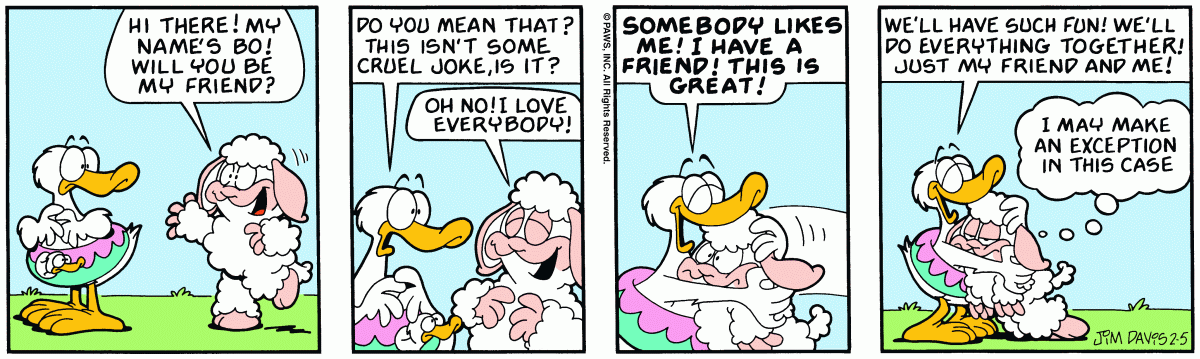 HI THERE! MY
NAME'S BO!
WILL YOU BE
MY FRIEND?
DO YOU MEAN THAT?
THIS ISN'T SOME
CRUEL JOKE, IS IT?
OH NO! I LOVE
EVERYBODY!
© PAWS, INC. All Rights Reserved.
SOMEBODY LIKES
ME! I HAVE A
FRIEND! THIS IS
GREAT!
WE'LL HAVE SUCH FUN! WE'LL
DO EVERYTHING TOGETHER!
JUST MY FRIEND AND ME!
I MAY MAKE
AN EXCEPTION
IN THIS CASE
JIM DAVIS 2-5